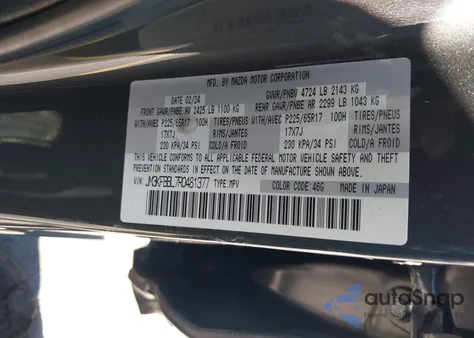 MFD. BY MAZDA MOTOR CORPORATION
DATE 02/24 GVWR/PNBV 4724 LB 2143 KG
FRONT GAWR/PNBE AV 2425 LB 1100 KG REAR GAWR/PNBE AR 2299 LB 1043 KG
WITH/AVEC P225/65R17 100H TIRES/PNEUS WITH/AVEC P225/65R17 100H TIRES/PNEUS
17X7J RIMS/JANTES 17X7J RIMS/JANTES
230 KPA/34 PSI COLD/A FROID 230 KPA/34 PSI COLD/A FROID
THIS VEHICLE CONFORMS TO ALL APPLICABLE FEDERAL MOTOR VEHICLE SAFETY, BUMPER, AND THEFT
PREVENTION STANDARDS IN EFFECT ON THE DATE OF MANUFACTURE SHOWN ABOVE.
VIN: JM3KFBBL7R0481377 TYPE:MPV COLOR CODE:46G MADE IN JAPAN
autoSnap